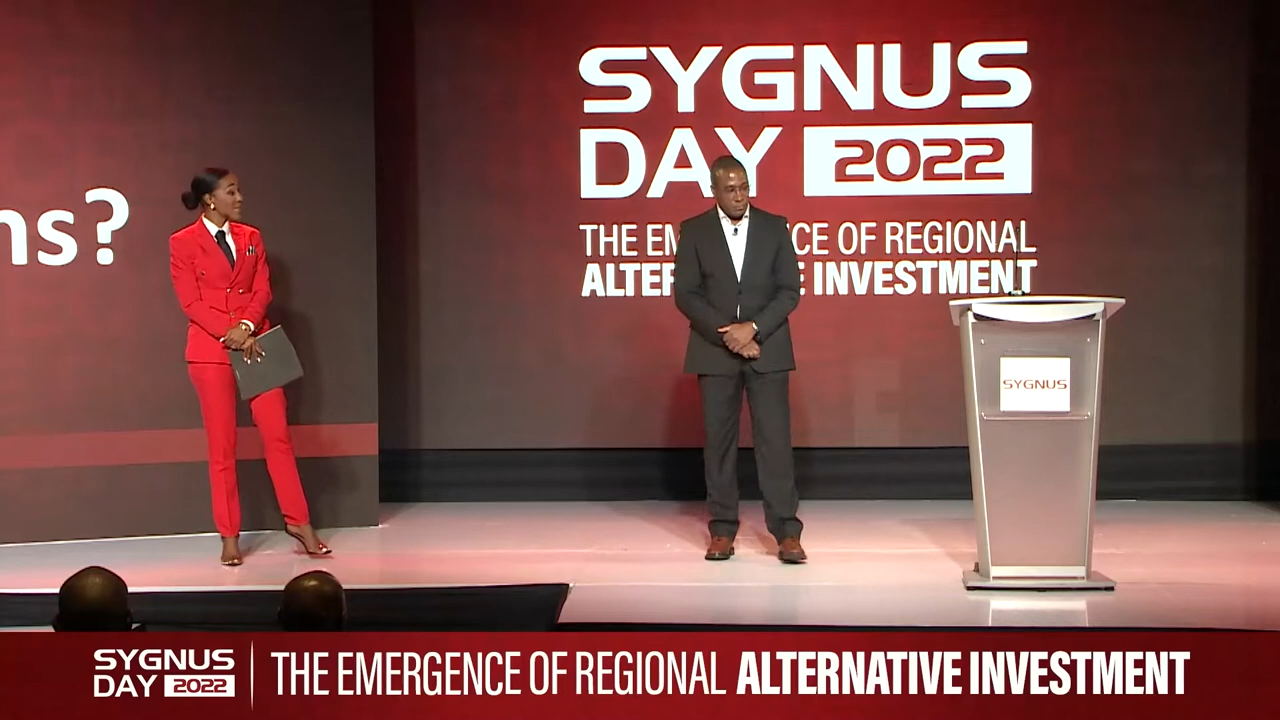 ns?
SYGNUS
DAY 2022
THE EM CE OF REGIONAL
ALTER E INVESTMENT
SYGNUS
SYGNUS
DAY 2022
THE EMERGENCE OF REGIONAL ALTERNATIVE INVESTMENT